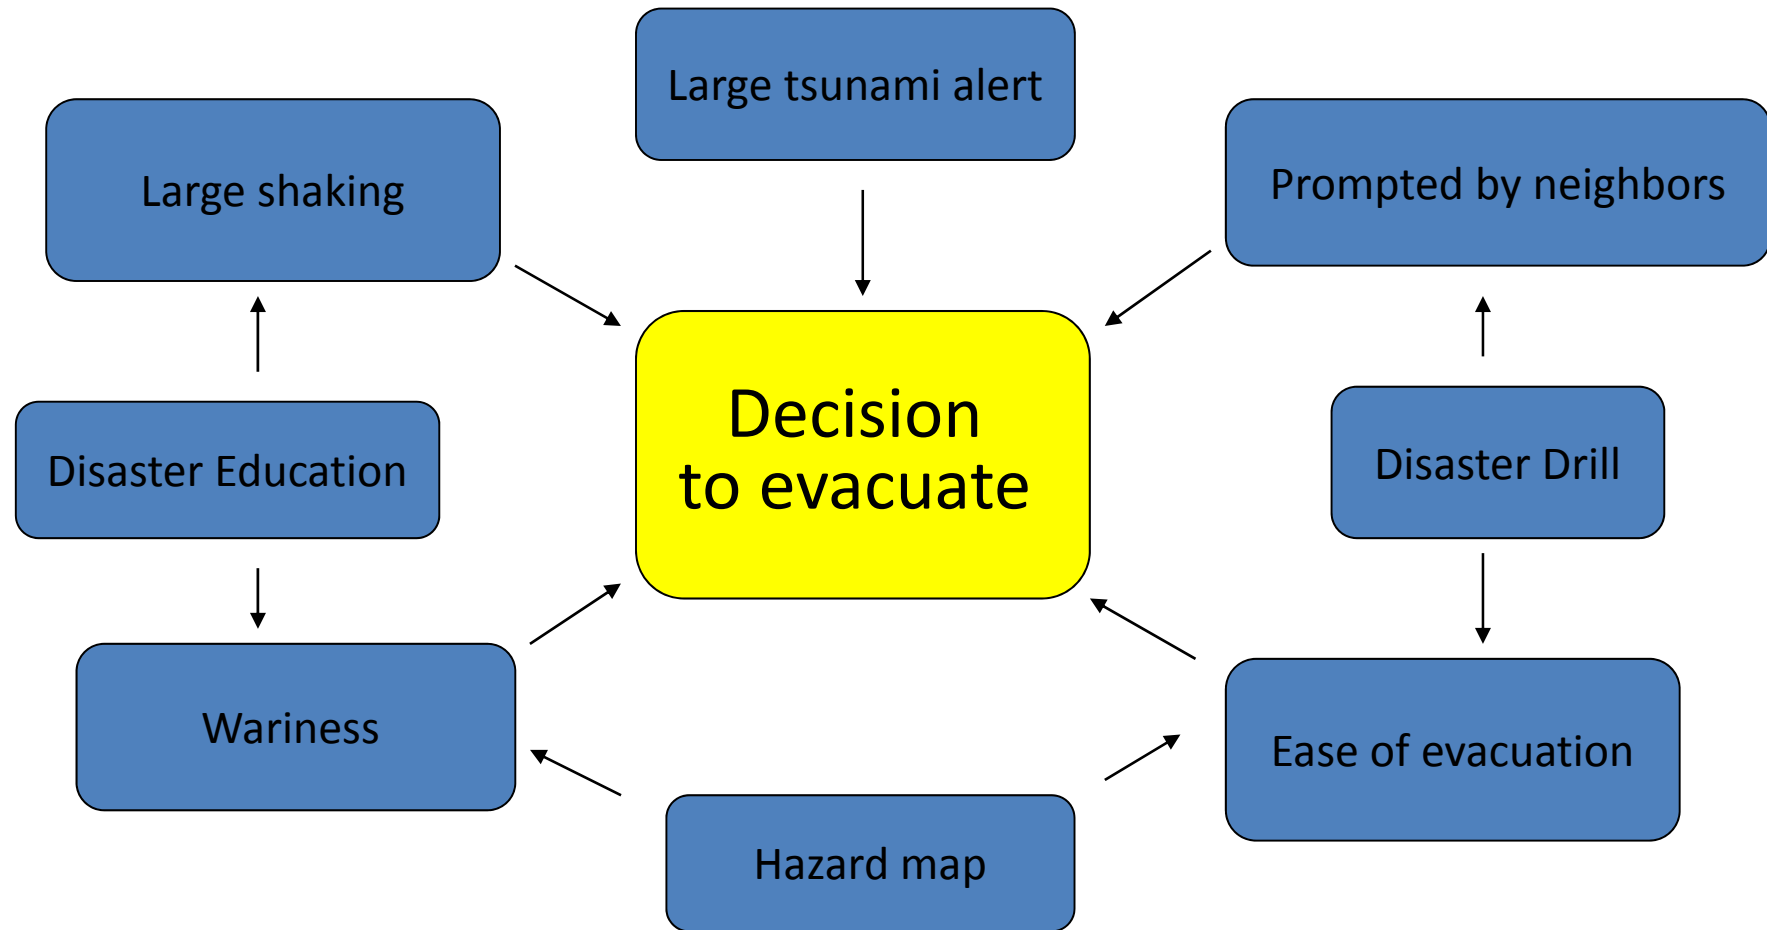 Large tsunami alert
Large shaking
Prompted by neighbors
Decision
to evacuate
Disaster Education
Disaster Drill
Wariness
Ease of evacuation
Hazard map